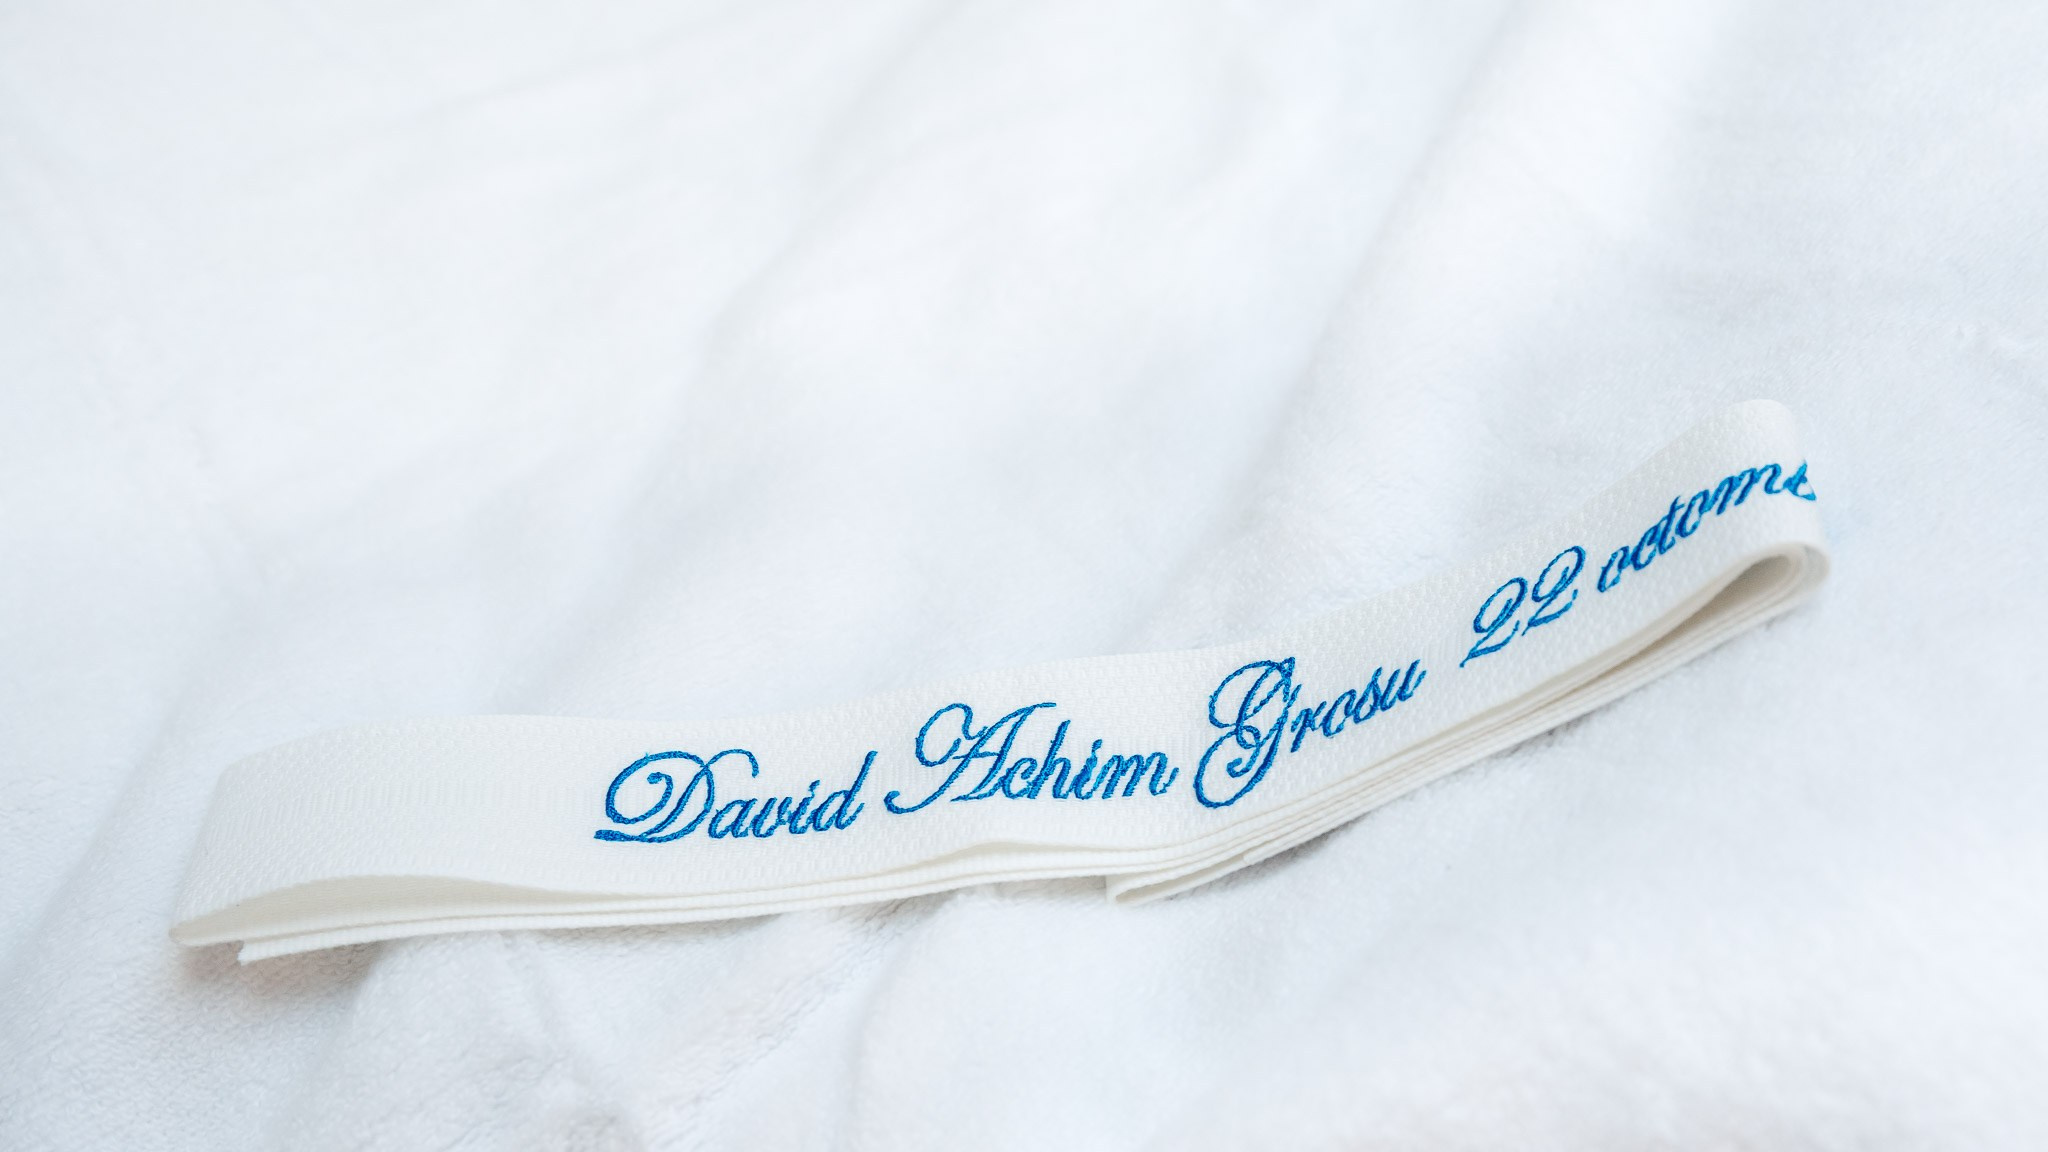 David Achim Grosu 22 octom